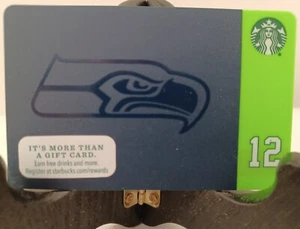 IT'S MORE THAN
A GIFT CARD.
Earn free drinks and more.
Register at starbucks.com/rewards
12